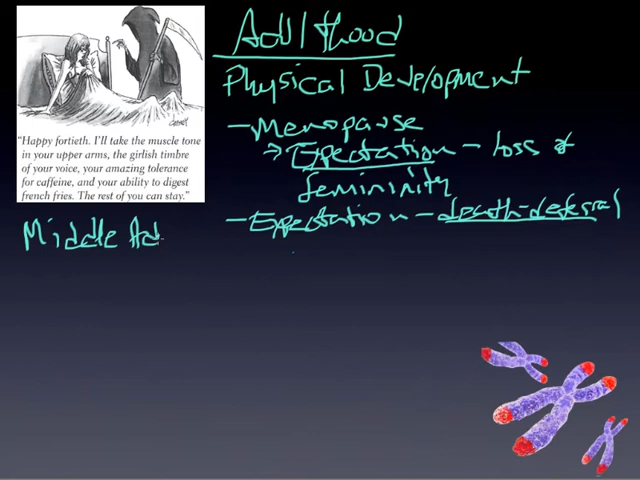 Adulthood
Physical Development
"Happy fortieth. I'll take the muscle tone
in your upper arms, the girlish timbre
of your voice, your amazing tolerance
for caffeine, and your ability to digest
french fries. The rest of you can stay."
- Menopause
→ Expectation - loss of
femininity
- Expectation - death-deferral
Middle Ad